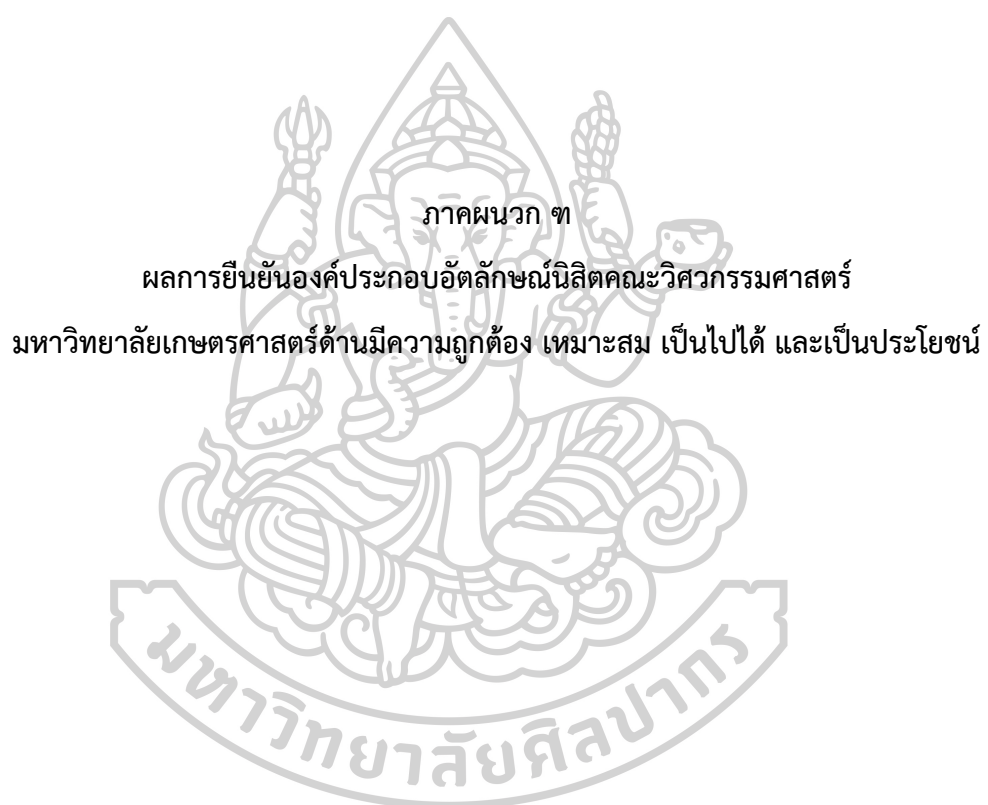 ภาคผนวก ฑ
ผลการยืนยันองค์ประกอบอัตลักษณ์นิสิตคณะวิศวกรรมศาสตร์
มหาวิทยาลัยเกษตรศาสตร์ด้านมีความถูกต้อง เหมาะสม เป็นไปได้ และเป็นประโยชน์
มหาวิทยาลัยศิลปากร